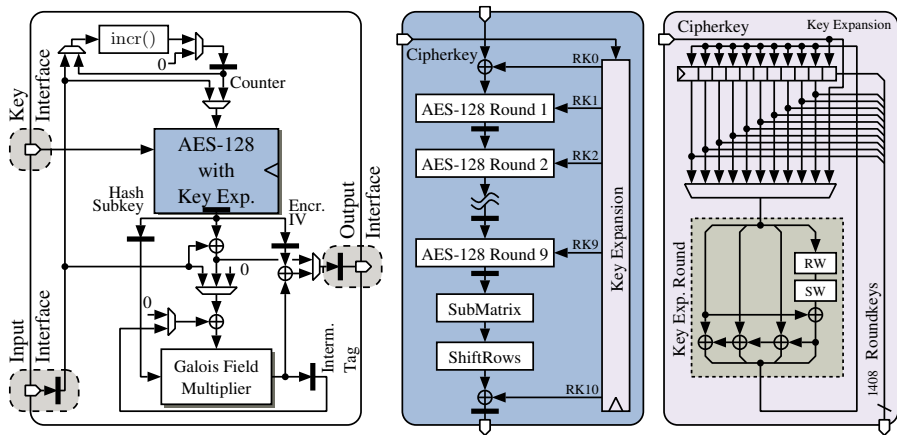 incr()
0
Counter
Key
Interface
AES-128
with
Key Exp.
Hash
Subkey
Encr.
IV
Output
Interface
0
0
Input
Interface
Galois Field
Multiplier
Interm.
Tag
Cipherkey
RK0
AES-128 Round 1
RK1
AES-128 Round 2
RK2
AES-128 Round 9
RK9
SubMatrix
ShiftRows
RK10
Key Expansion
Cipherkey
Key Expansion
Key Exp. Round
RW
SW
1408
Roundkeys